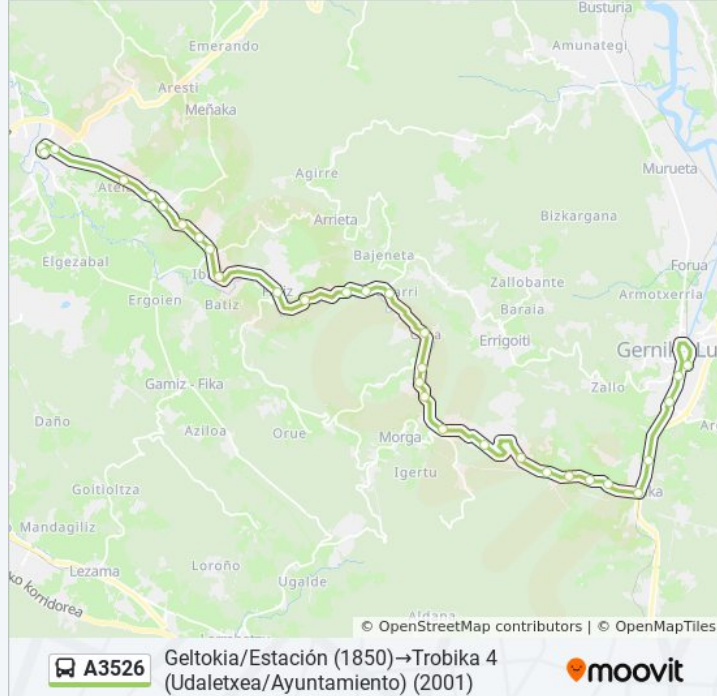 Busturia
Emerando
Amunategi
Aresti
Meñaka
Murueta
Agirre
Arrieta
Bizkargana
Elgezabal
Bajeneta
Forua
Zallobante
Ergoien
Batiz
Armotxerria
Baraia
Errigoiti
Gamiz - Fika
Zallo
Daño
Aziloa
Orue
Morga
Igertu
Goitioltza
Mandagiliz
Lezama
Loroño
Ugalde
ko korridorea
© OpenStreetMap contributors | © OpenMapTiles
A3526
Geltokia/Estación (1850)→Trobika 4
(Udaletxea/Ayuntamiento) (2001)
moovit